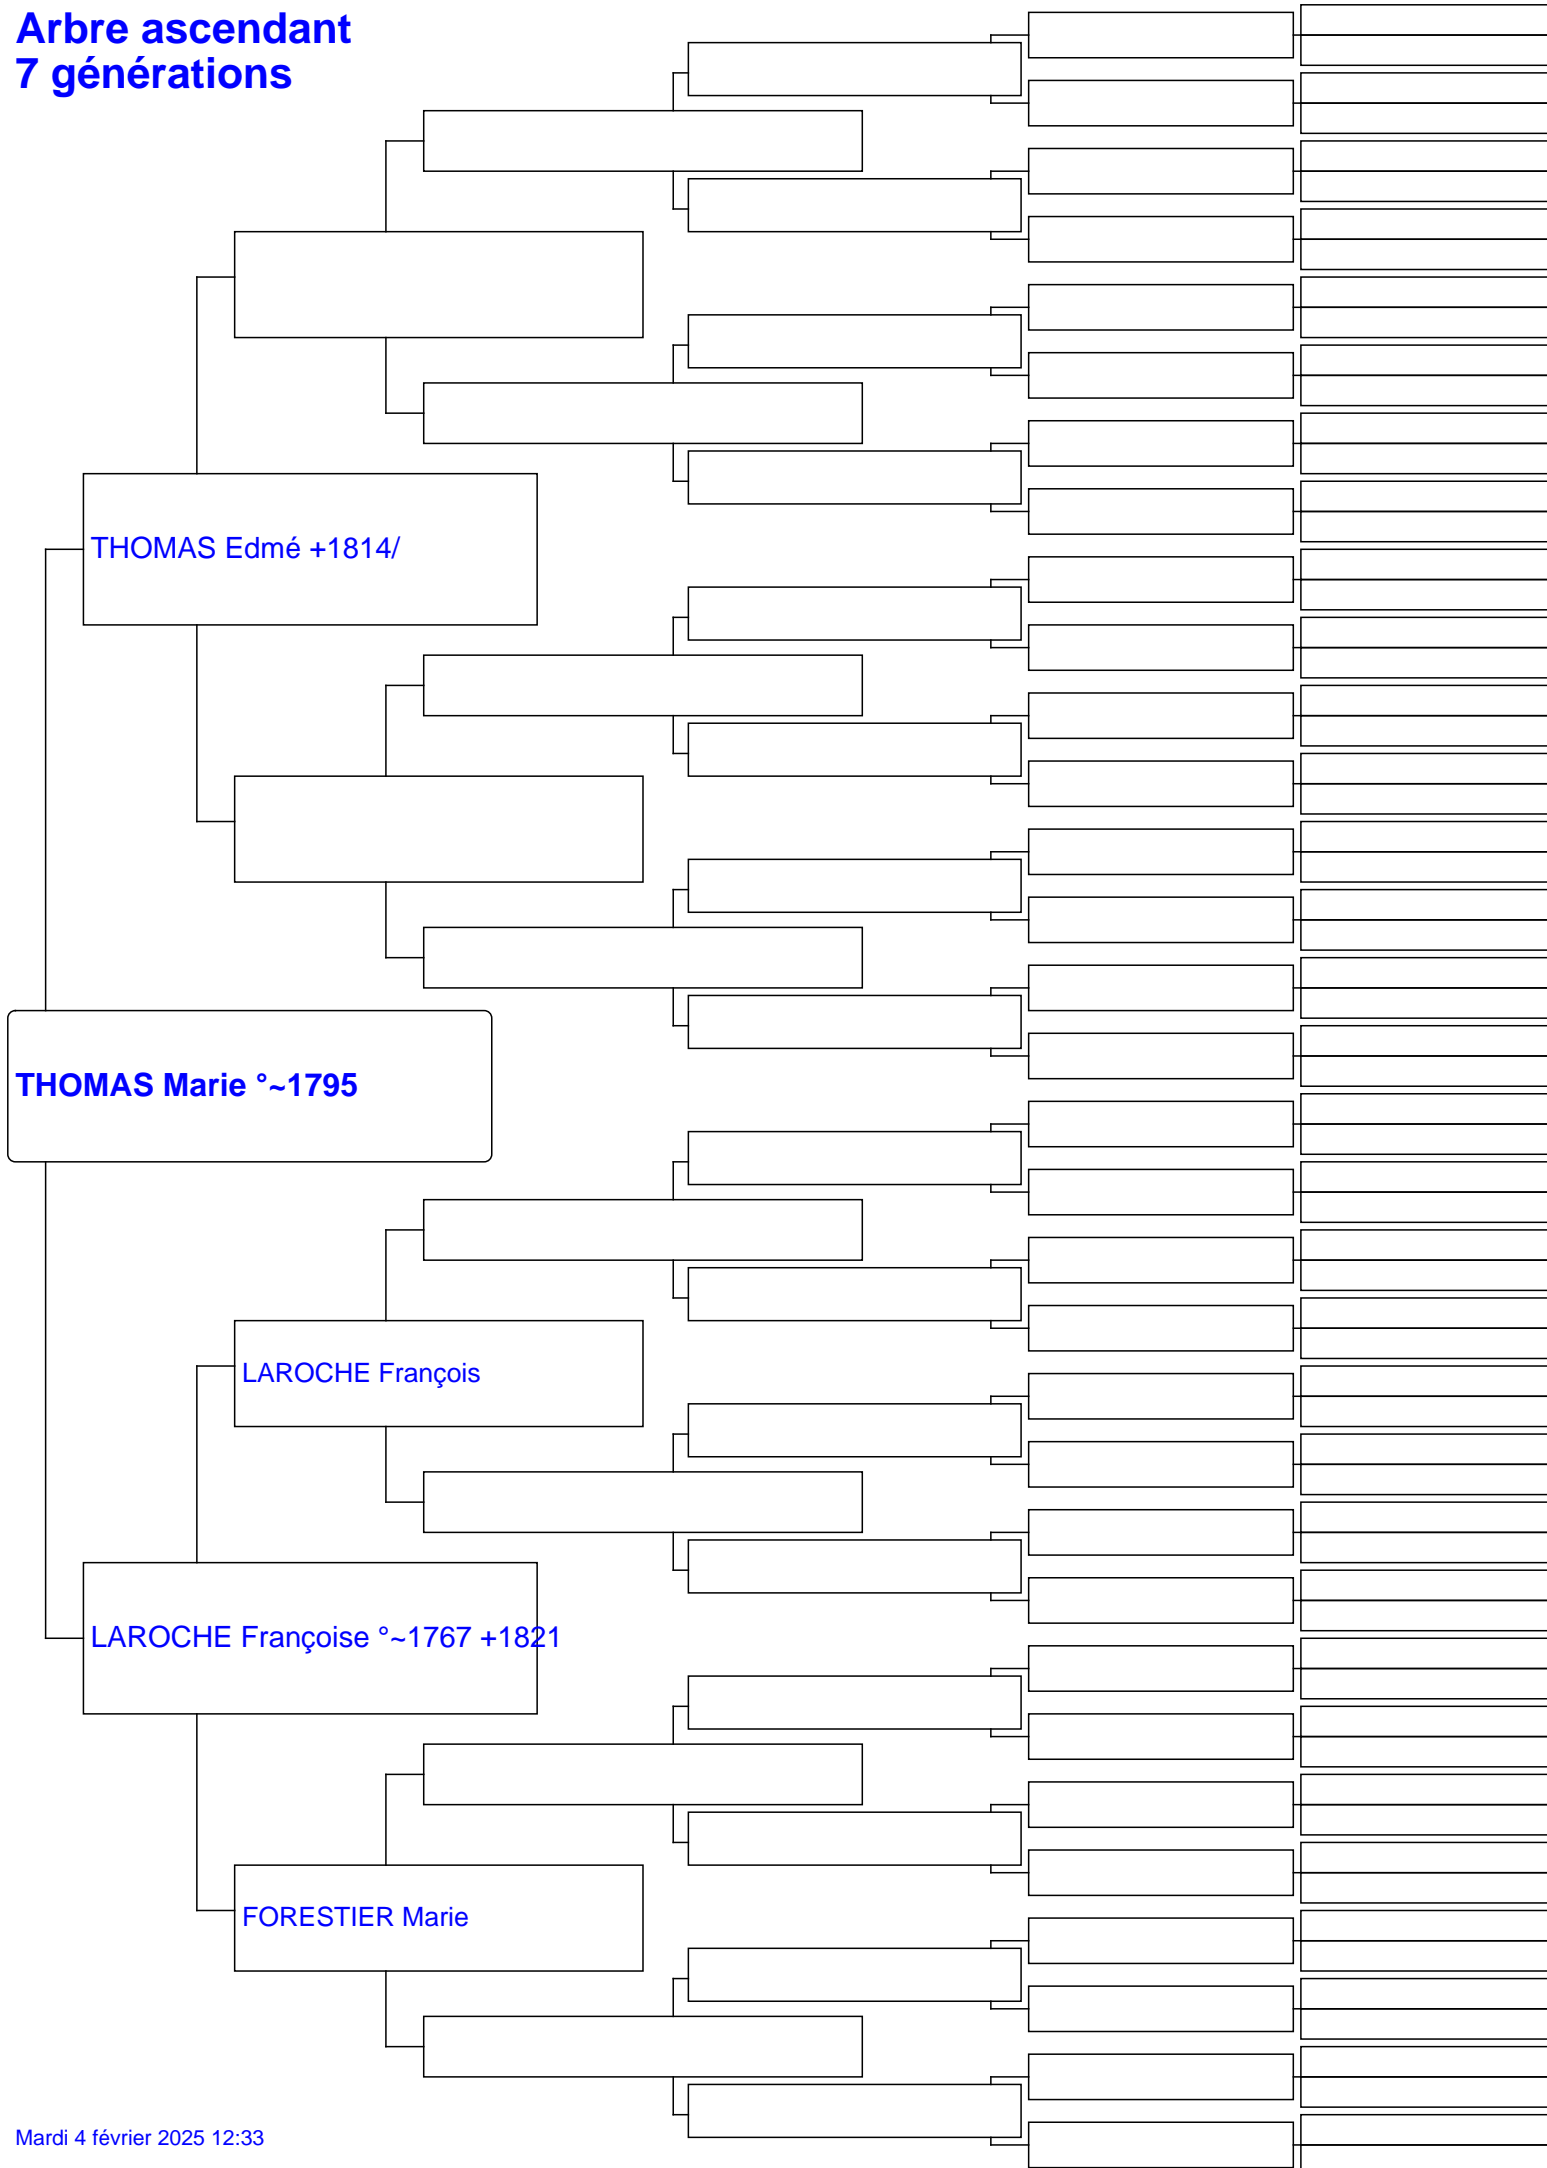 Arbre ascendant
7 générations
THOMAS Edmé +1814/
THOMAS Marie °~1795
LAROCHE François
LAROCHE Françoise °~1767 +1821
FORESTIER Marie
Mardi 4 février 2025 12:33